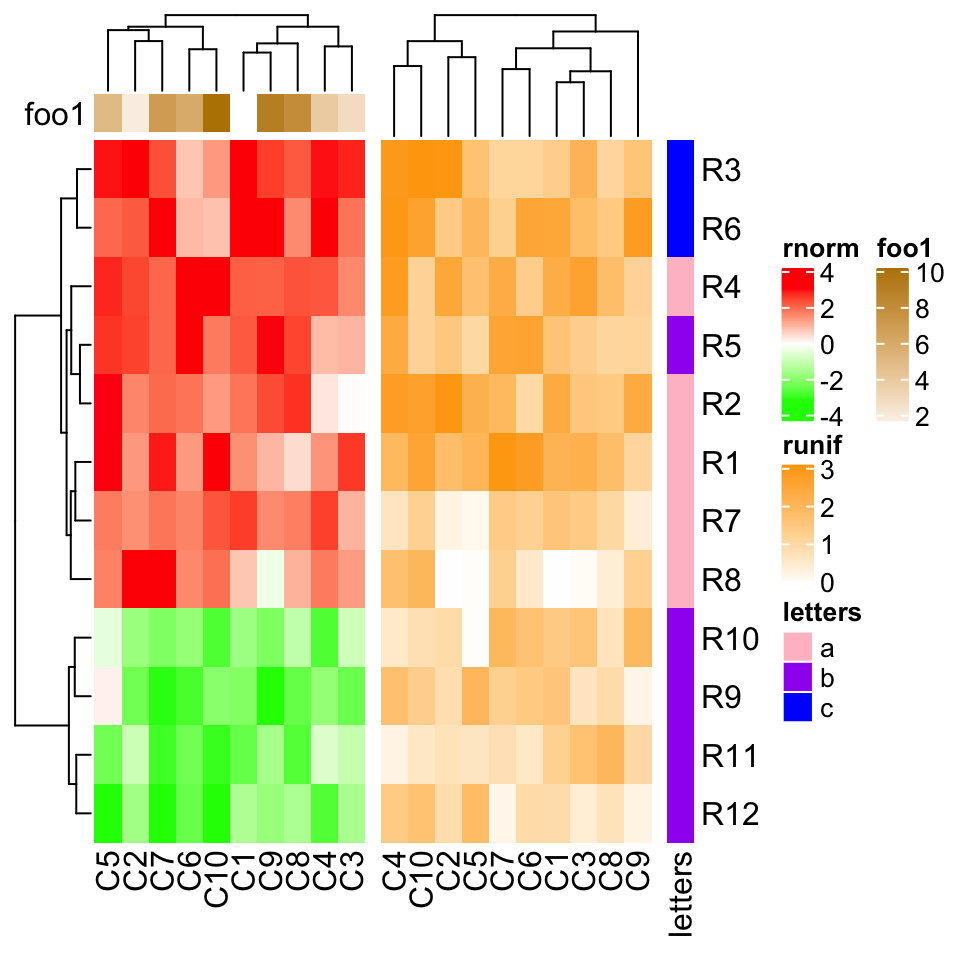 foo1
R3
R6
R4
R5
R2
R1
R7
R8
R10
R9
R11
R12
C5 C2 C7 C6 C10 C1 C9 C8 C4 C3
C4 C10 C2 C5 C7 C6 C1 C3 C8 C9
letters
rnorm
4
2
0
-2
-4
foo1
10
8
6
4
2
runif
3
2
1
0
letters
a
b
c